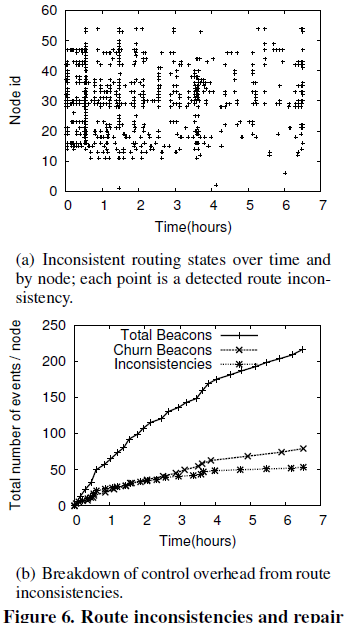 60
50
40
30
20
10
0
Node id
0 1 2 3 4 5 6 7
Time(hours)
(a) Inconsistent routing states over time and
by node; each point is a detected route incon-
sistency.
250
200
150
100
50
0
Total number of events / node
Total Beacons
Churn Beacons
Inconsistencies
0 1 2 3 4 5 6 7
Time(hours)
(b) Breakdown of control overhead from route
inconsistencies.
Figure 6. Route inconsistencies and repair